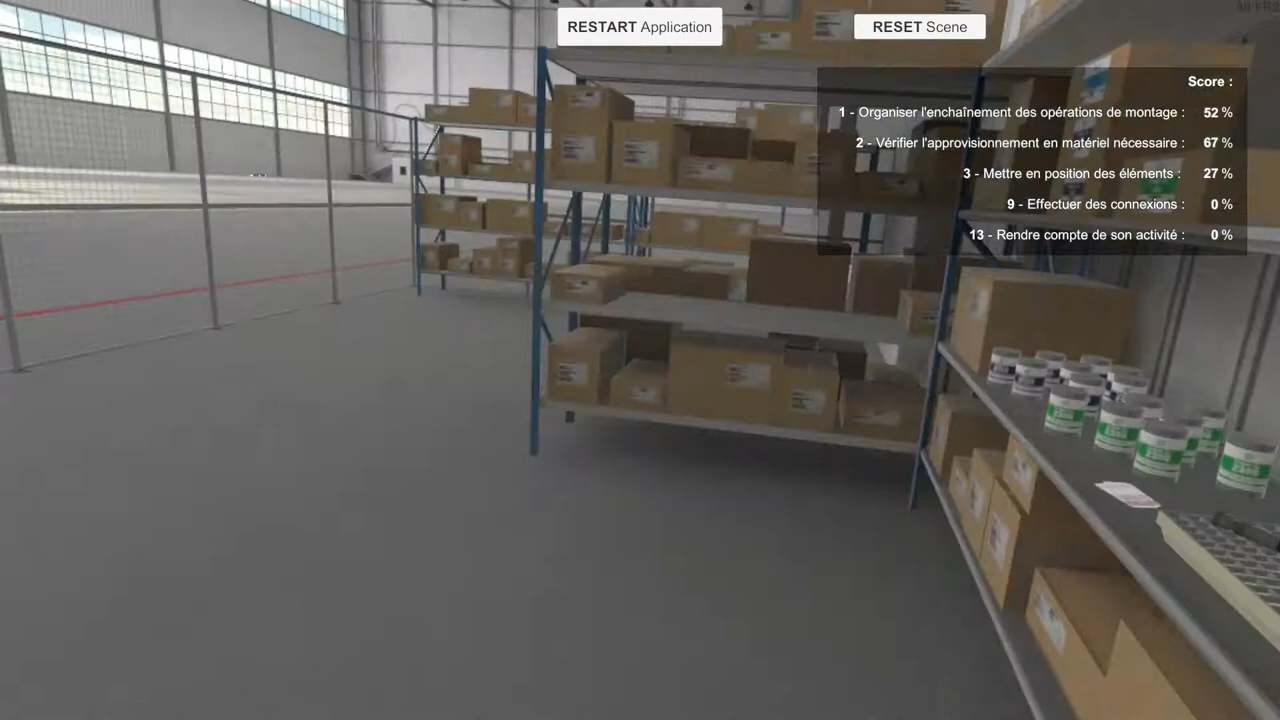 RESTART Application
RESET Scene
Score :
1 - Organiser l'enchaînement des opérations de montage : 52 %
2 - Vérifier l'approvisionnement en matériel nécessaire : 67 %
3 - Mettre en position des éléments : 27 %
9 - Effectuer des connexions : 0 %
13 - Rendre compte de son activité : 0 %